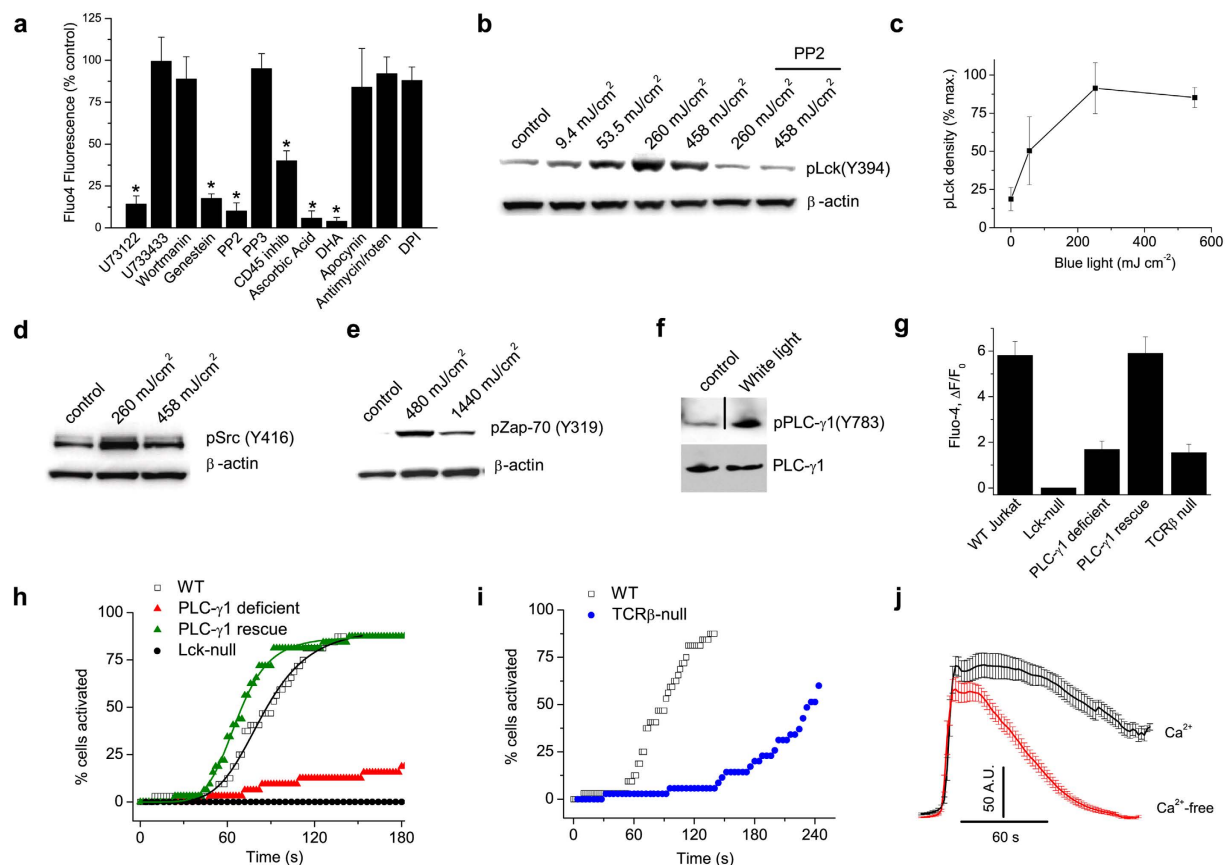 a
Fluo4 Fluorescence (% control)
125
100
75
50
25
0
* * * * * *
U73122
U733433
Wortmanin
Genestein
PP2
PP3
CD45 inhib
Ascorbic Acid
DHA
Apocynin
Antimycin/roten
DPI
b
PP2
control
9.4 mJ/cm²
53.5 mJ/cm²
260 mJ/cm²
458 mJ/cm²
260 mJ/cm²
458 mJ/cm²
pLck(Y394)
β-actin
c
pLck density (% max.)
100
75
50
25
0
0 200 400 600
Blue light (mJ cm⁻²)
d
control
260 mJ/cm²
458 mJ/cm²
pSrc (Y416)
β-actin
e
control
480 mJ/cm²
1440 mJ/cm²
pZap-70 (Y319)
β-actin
f
control
White light
pPLC-γ1(Y783)
PLC-γ1
g
Fluo-4, ΔF/F₀
6
4
2
0
WT Jurkat
Lck-null
PLC-γ1 deficient
PLC-γ1 rescue
TCRβ null
h
WT
PLC-γ1 deficient
PLC-γ1 rescue
Lck-null
% cells activated
100
75
50
25
0
0 60 120 180
Time (s)
i
WT
TCRβ-null
% cells activated
100
75
50
25
0
0 60 120 180 240
Time (s)
j
Ca²⁺
Ca²⁺-free
50 A.U.
60 s